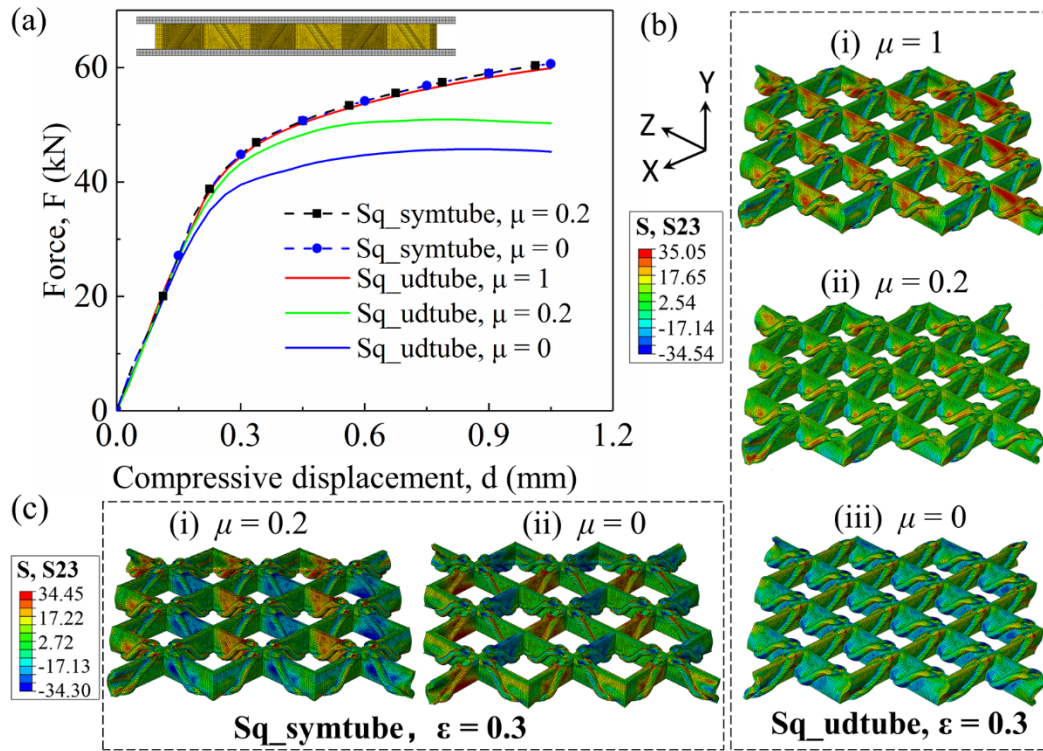 (a)
60
40
20
0
Force, F (kN)
0.0 0.3 0.6 0.9 1.2
Compressive displacement, d (mm)
Sq_symtube, μ = 0.2
Sq_symtube, μ = 0
Sq_udtube, μ = 1
Sq_udtube, μ = 0.2
Sq_udtube, μ = 0
(b)
Y
Z
X
S, S23
35.05
17.65
2.54
-17.14
-34.54
(i) μ = 1
(ii) μ = 0.2
(iii) μ = 0
Sq_udtube, ε = 0.3
(c)
S, S23
34.45
17.22
2.72
-17.13
-34.30
(i) μ = 0.2
(ii) μ = 0
Sq_symtube, ε = 0.3